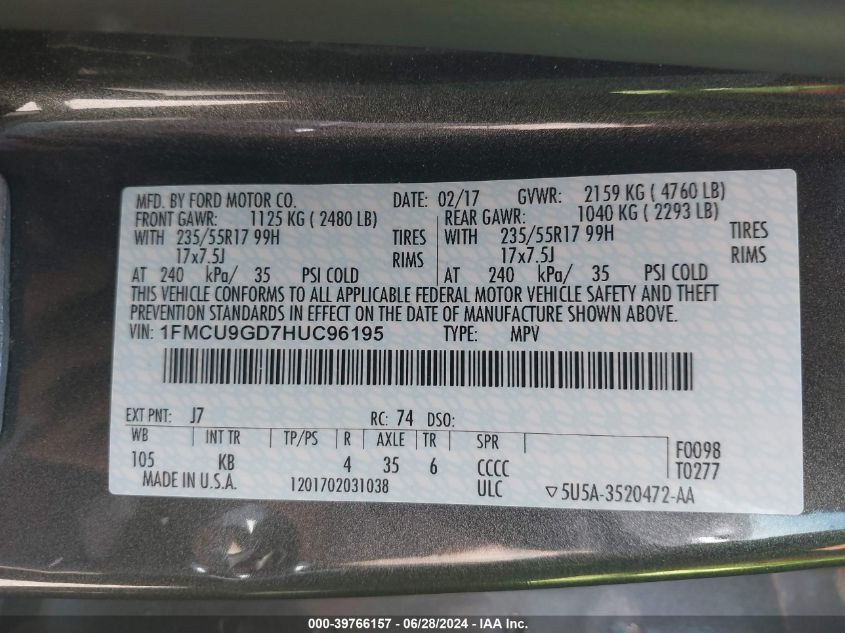 MFD. BY FORD MOTOR CO. DATE: 02/17 GVWR: 2159 KG ( 4760 LB)
FRONT GAWR: 1125 KG ( 2480 LB) REAR GAWR: 1040 KG ( 2293 LB)
WITH 235/55R17 99H TIRES WITH 235/55R17 99H TIRES
17x7.5J RIMS 17x7.5J RIMS
AT 240 kPa/ 35 PSI COLD AT 240 kPa/ 35 PSI COLD
THIS VEHICLE CONFORMS TO ALL APPLICABLE FEDERAL MOTOR VEHICLE SAFETY AND THEFT
PREVENTION STANDARDS IN EFFECT ON THE DATE OF MANUFACTURE SHOWN ABOVE.
VIN: 1FMCU9GD7HUC96195 TYPE: MPV
EXT PNT: J7 RC: 74 DSO:
WB INT TR TP/PS R AXLE TR SPR F0098
105 KB 4 35 6 CCCC T0277
MADE IN U.S.A. 1201702031038 ULC ▽5U5A-3520472-AA
000-39766157 - 06/28/2024 - IAA Inc.